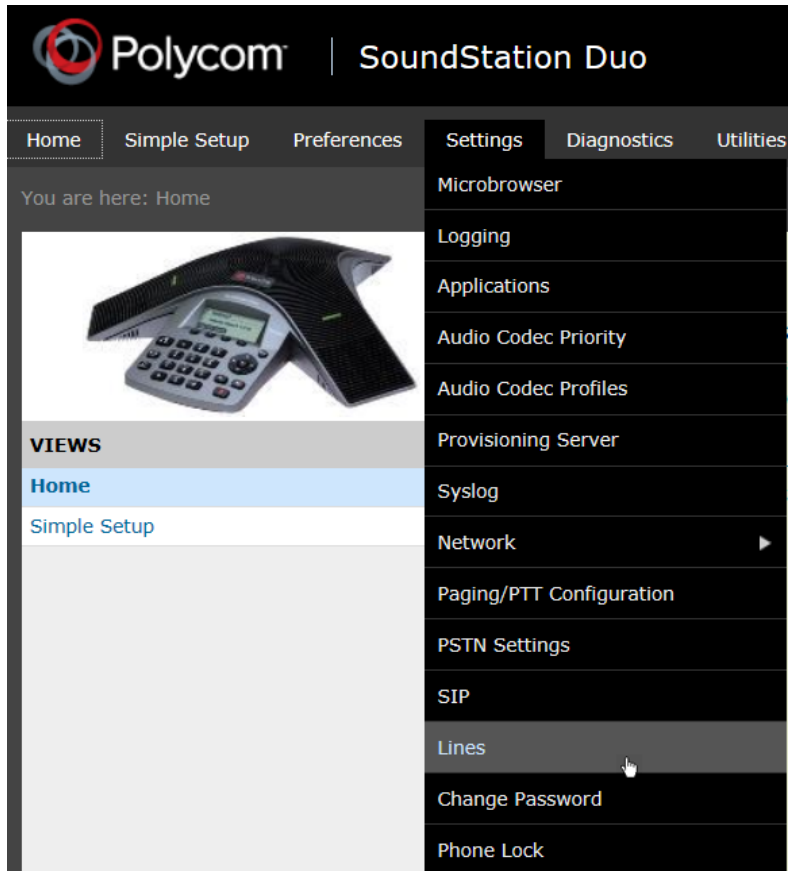 Polycom | SoundStation Duo
Home Simple Setup Preferences Settings Diagnostics Utilities
You are here: Home
VIEWS
Home
Simple Setup
Microbrowser
Logging
Applications
Audio Codec Priority
Audio Codec Profiles
Provisioning Server
Syslog
Network
Paging/PTT Configuration
PSTN Settings
SIP
Lines
Change Password
Phone Lock